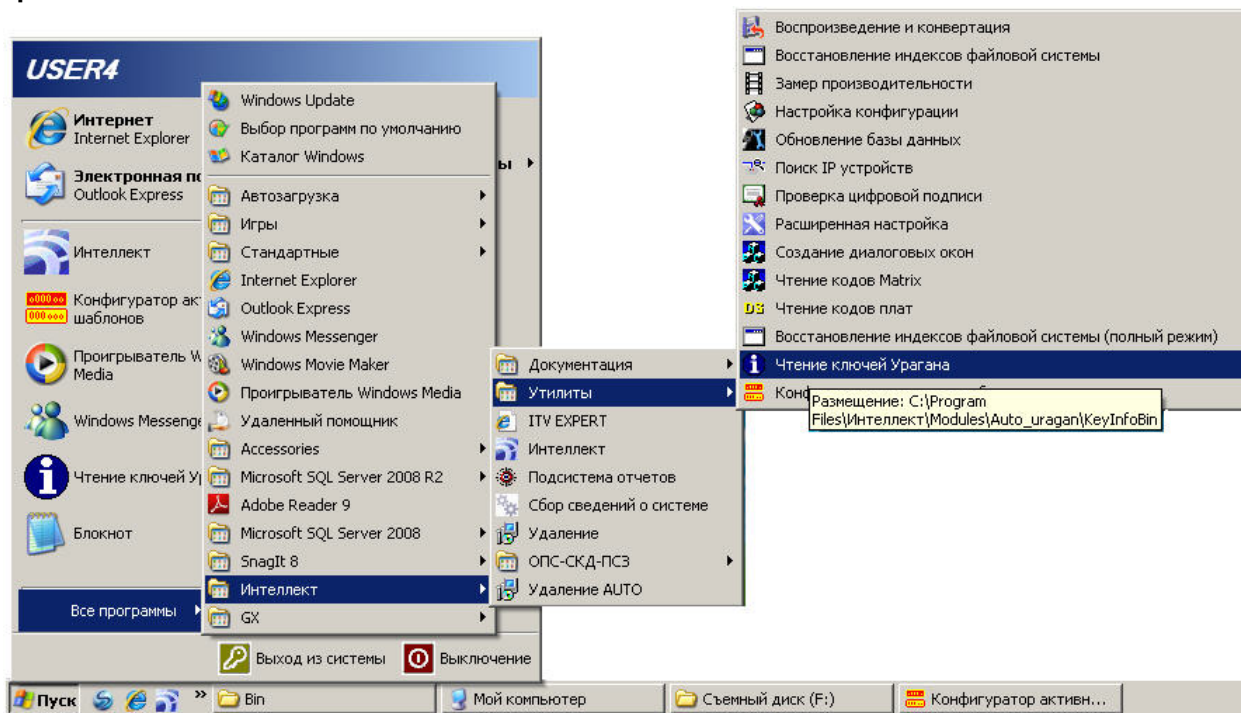 USER4
Интернет
Internet Explorer
Электронная по
Outlook Express
Интеллект
Конфигуратор ак
шаблонов
Проигрыватель W
Media
Windows Messenge
Чтение ключей У
Блокнот
Все программы
Windows Update
Выбор программ по умолчанию
Каталог Windows
ы
Автозагрузка
Игры
Стандартные
Internet Explorer
Outlook Express
Windows Messenger
Windows Movie Maker
Проигрыватель Windows Media
Удаленный помощник
Accessories
Microsoft SQL Server 2008 R2
Adobe Reader 9
Microsoft SQL Server 2008
SnagIt 8
Интеллект
GX
Документация
Утилиты
ITV EXPERT
Интеллект
Подсистема отчетов
Сбор сведений о системе
Удаление
ОПС-СКД-ПСЗ
Удаление AUTO
Воспроизведение и конвертация
Восстановление индексов файловой системы
Замер производительности
Настройка конфигурации
Обновление базы данных
Поиск IP устройств
Проверка цифровой подписи
Расширенная настройка
Создание диалоговых окон
Чтение кодов Matrix
Чтение кодов плат
Восстановление индексов файловой системы (полный режим)
Чтение ключей Урагана
Кон
Размещение: C:\Program
Files\Интеллект\Modules\Auto_uragan\KeyInfoBin
Выход из системы
Выключение
Пуск
»
Bin
Мой компьютер
Съемный диск (F:)
Конфигуратор активн...